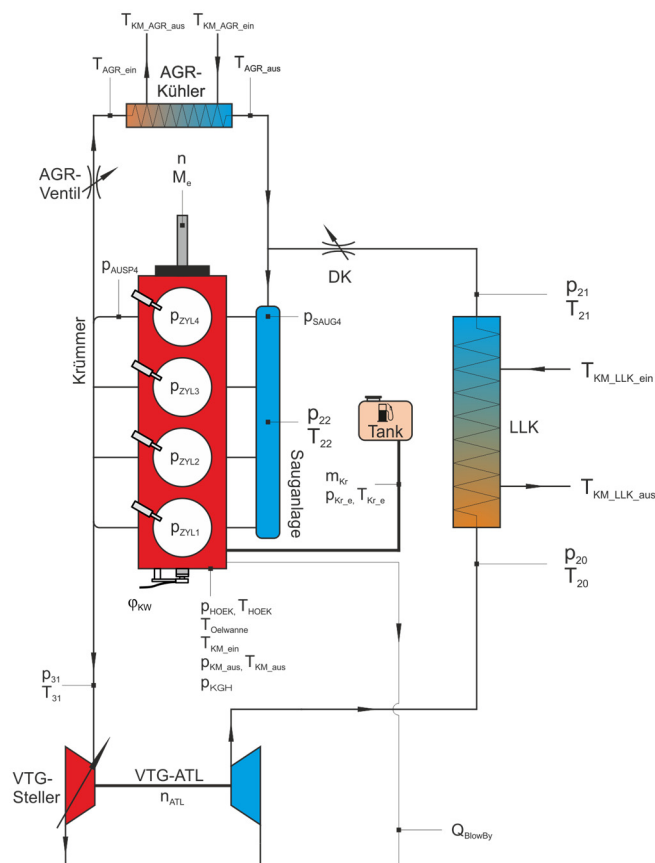 T_KM_AGR_aus
T_KM_AGR_ein
T_AGR_ein
AGR-
Kühler
T_AGR_aus
AGR-
Ventil
n
M_e
DK
p_AUSP4
Krümmer
p_ZYL4
p_SAUG4
p_21
T_21
p_ZYL3
T_KM_LLK_ein
LLK
p_22
T_22
Tank
Sauganlage
p_ZYL2
m_Kr
p_Kr_e, T_Kr_e
T_KM_LLK_aus
p_ZYL1
p_20
T_20
φ_KW
p_HOEK, T_HOEK
T_Oelwanne
T_KM_ein
p_KM_aus, T_KM_aus
p_KGH
p_31
T_31
VTG-
Steller
VTG-ATL
n_ATL
Q_BlowBy